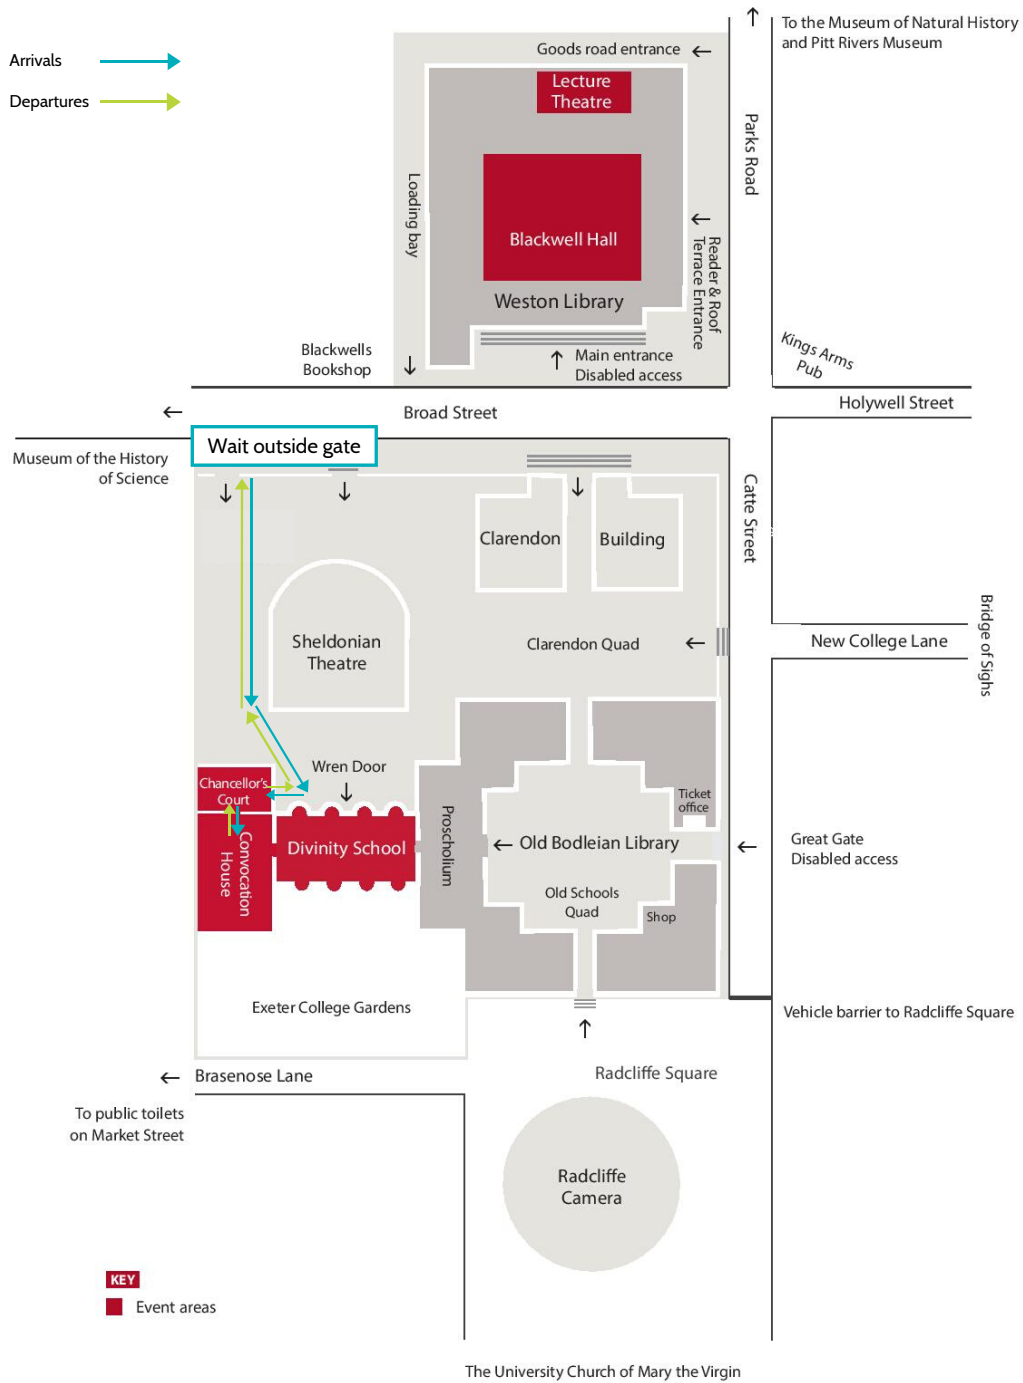 To the Museum of Natural History
and Pitt Rivers Museum
Goods road entrance
Arrivals
Departures
Lecture
Theatre
Parks Road
Loading bay
Blackwell Hall
Reader & Roof
Terrace Entrance
Weston Library
Blackwells
Bookshop
Main entrance
Disabled access
Kings Arms
Pub
Broad Street
Holywell Street
Wait outside gate
Museum of the History
of Science
Catte Street
Clarendon
Building
Sheldonian
Theatre
Clarendon Quad
New College Lane
Bridge of Sighs
Wren Door
Chancellor's
Court
Ticket
office
Convocation
House
Divinity School
Proscholium
Old Bodleian Library
Great Gate
Disabled access
Old Schools
Quad
Shop
Exeter College Gardens
Vehicle barrier to Radcliffe Square
Brasenose Lane
Radcliffe Square
To public toilets
on Market Street
Radcliffe
Camera
KEY
Event areas
The University Church of Mary the Virgin